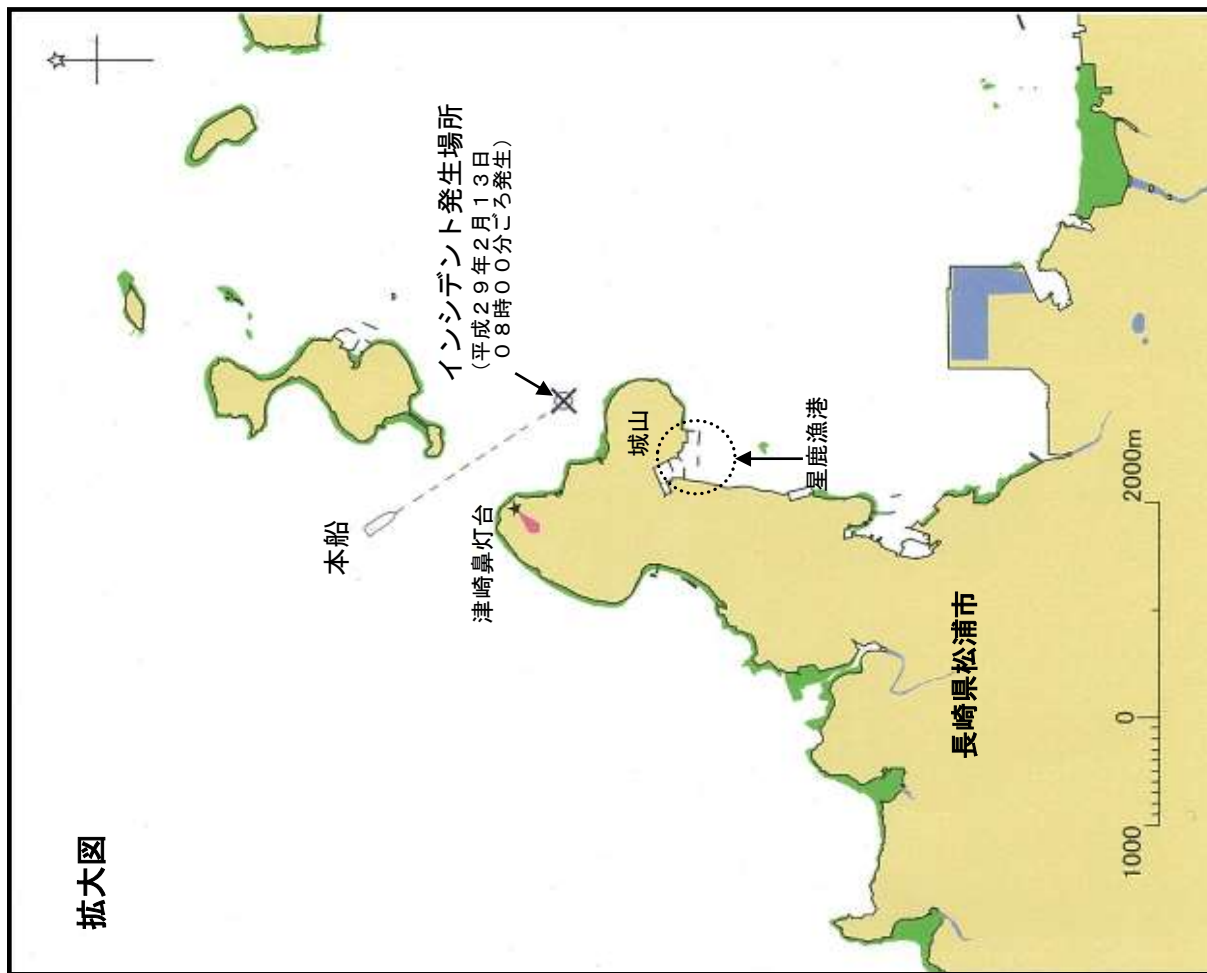 拡大図
本船
インシデント発生場所
(平成２９年２月１３日
０８時００分ごろ発生)
津崎鼻灯台
城山
星鹿漁港
長崎県松浦市
1000
0
2000m